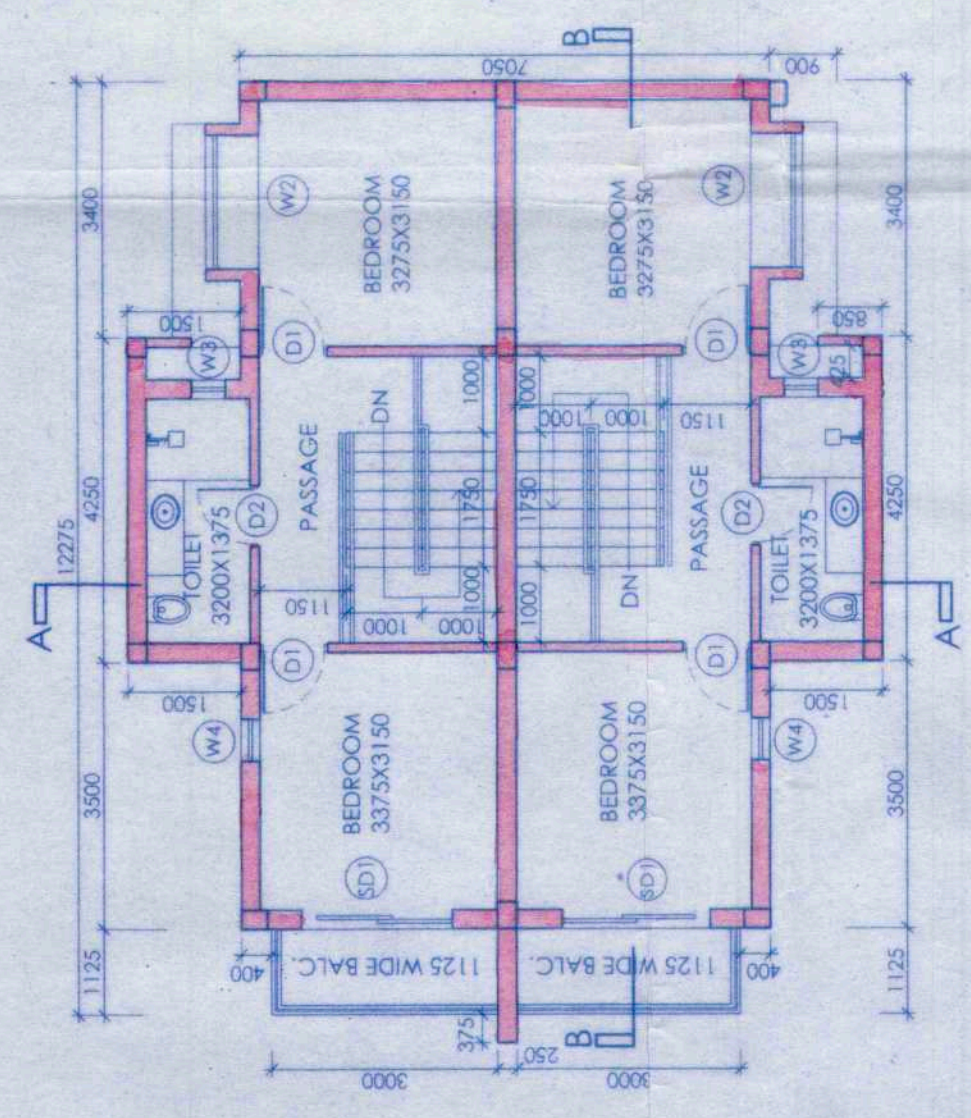 B
7050
900
12275
3400
4250
3500
1125
1500
W2
BEDROOM
3275X3150
BEDROOM
3275X3150
W2
3400
850
425
W3
D1
D1
W3
1000
1000
DN
PASSAGE
1000
1000
1150
PASSAGE
D2
D2
1750
1750
TOILET
3200X1375
TOILET
3200X1375
4250
A
A
1150
1000
1000
1000
1000
DN
D1
D1
1500
1500
W4
W4
BEDROOM
3375X3150
BEDROOM
3375X3150
3500
SD1
SD1
400
1125 WIDE BALC.
1125 WIDE BALC.
400
1125
375
250
B
3000
3000